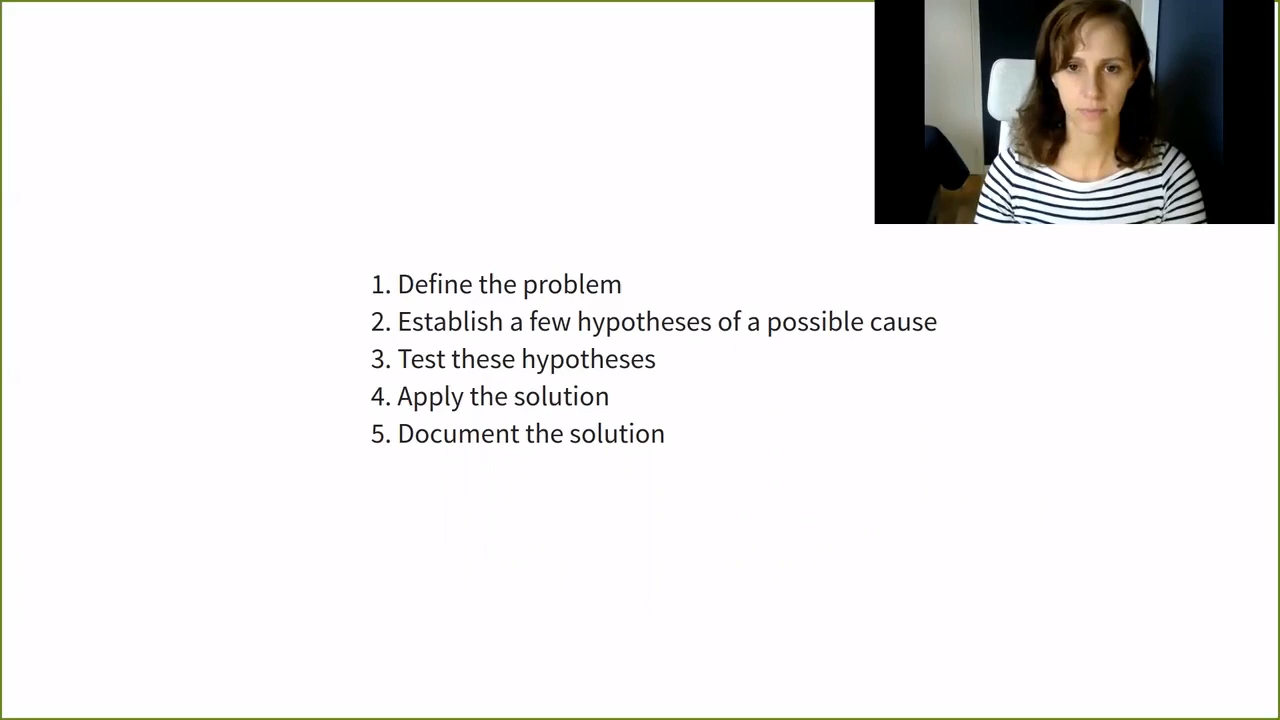 1. Define the problem
2. Establish a few hypotheses of a possible cause
3. Test these hypotheses
4. Apply the solution
5. Document the solution